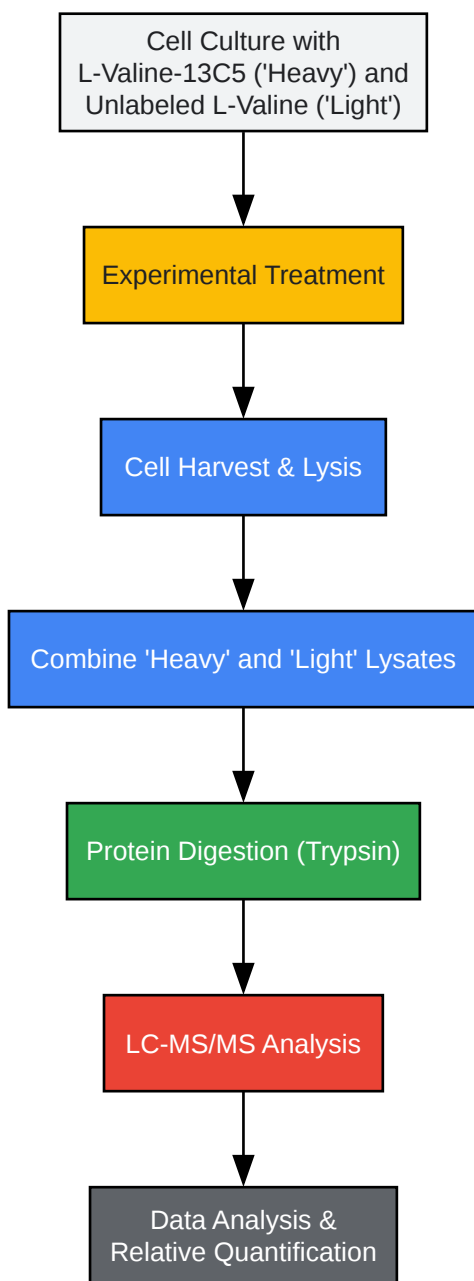 Cell Culture with
L-Valine-13C5 ('Heavy') and
Unlabeled L-Valine ('Light')
Experimental Treatment
Cell Harvest & Lysis
Combine 'Heavy' and 'Light' Lysates
Protein Digestion (Trypsin)
LC-MS/MS Analysis
Data Analysis &
Relative Quantification